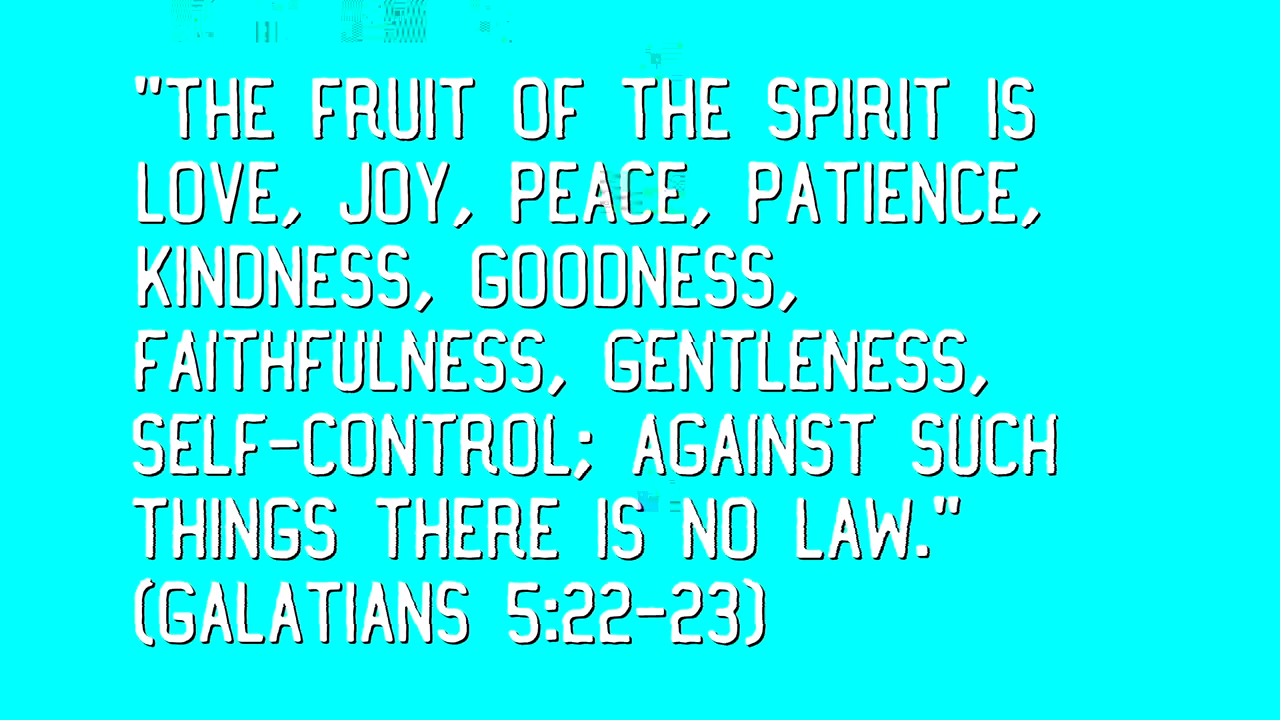 "THE FRUIT OF THE SPIRIT IS
LOVE, JOY, PEACE, PATIENCE,
KINDNESS, GOODNESS,
FAITHFULNESS, GENTLENESS,
SELF-CONTROL; AGAINST SUCH
THINGS THERE IS NO LAW."
(GALATIANS 5:22-23)